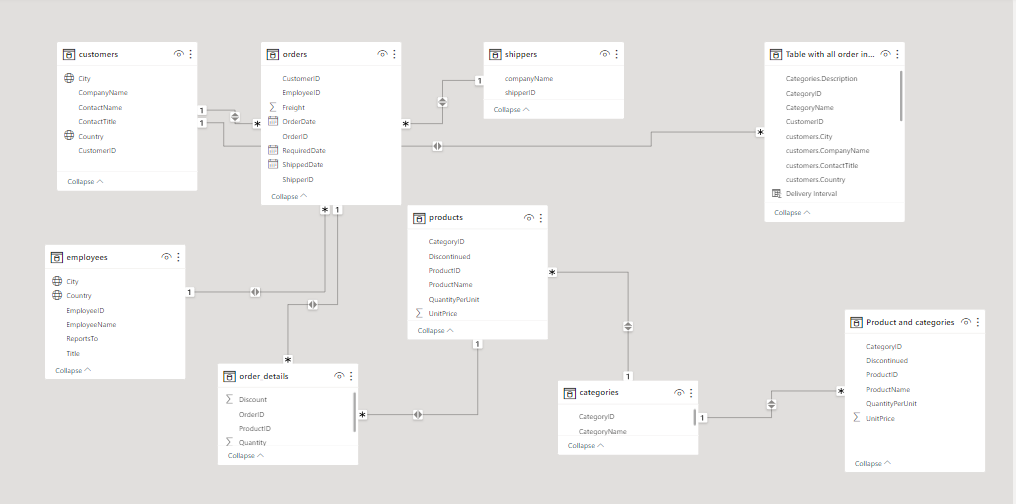 customers
City
CompanyName
ContactName
ContactTitle
Country
CustomerID
Collapse
orders
CustomerID
EmployeeID
Freight
OrderDate
OrderID
RequiredDate
ShippedDate
ShipperID
Collapse
shippers
companyName
shipperID
Collapse
Table with all order in...
Categories.Description
CategoryID
CategoryName
CustomerID
customers.City
customers.CompanyName
customers.ContactTitle
customers.Country
Delivery Interval
Collapse
1
1
*
1
*
*
* 1
products
CategoryID
Discontinued
ProductID
ProductName
QuantityPerUnit
UnitPrice
Collapse
*
1
employees
City
Country
EmployeeID
EmployeeName
ReportsTo
Title
Collapse
1
order_details
Discount
OrderID
ProductID
Quantity
Collapse
*
*
1
categories
CategoryID
CategoryName
Collapse
1
*
Product and categories
CategoryID
Discontinued
ProductID
ProductName
QuantityPerUnit
UnitPrice
Collapse